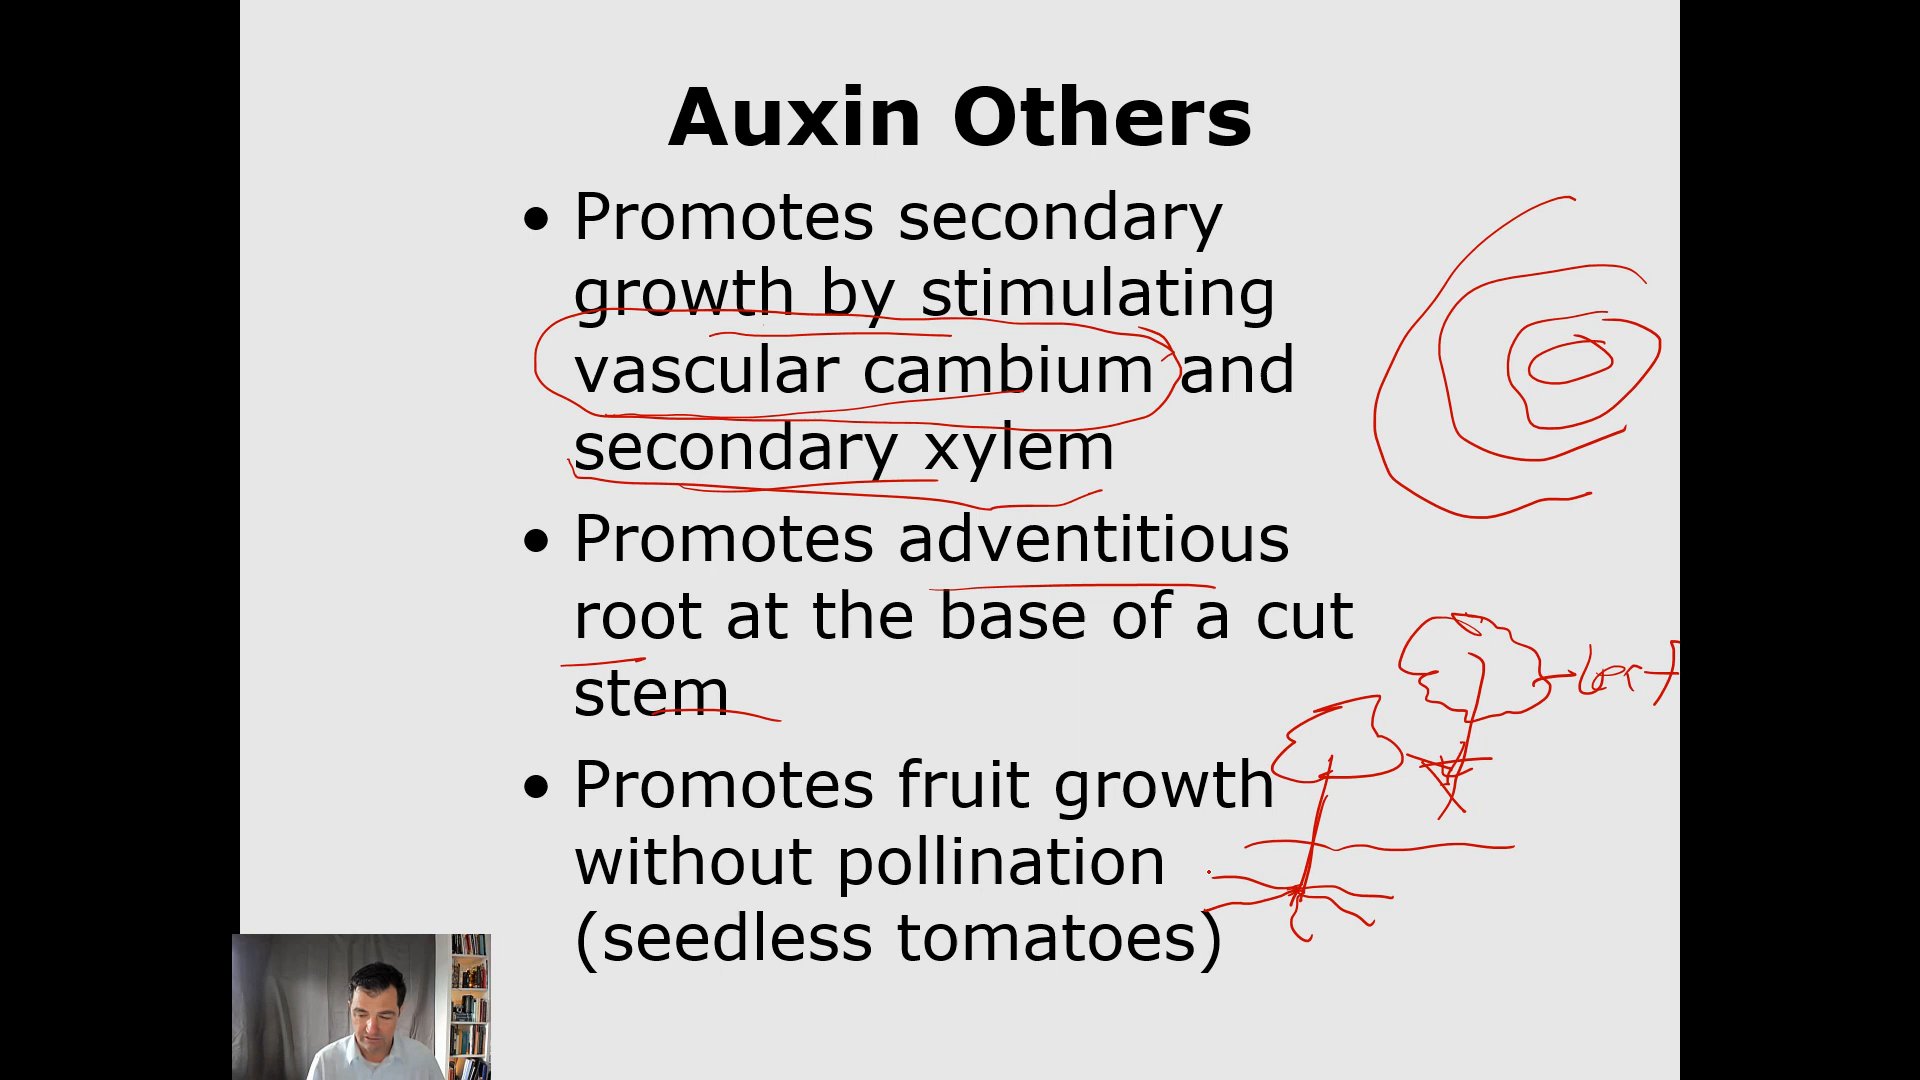 Auxin Others
• Promotes secondary
growth by stimulating
vascular cambium and
secondary xylem
• Promotes adventitious
root at the base of a cut
stem
• Promotes fruit growth
without pollination
(seedless tomatoes)